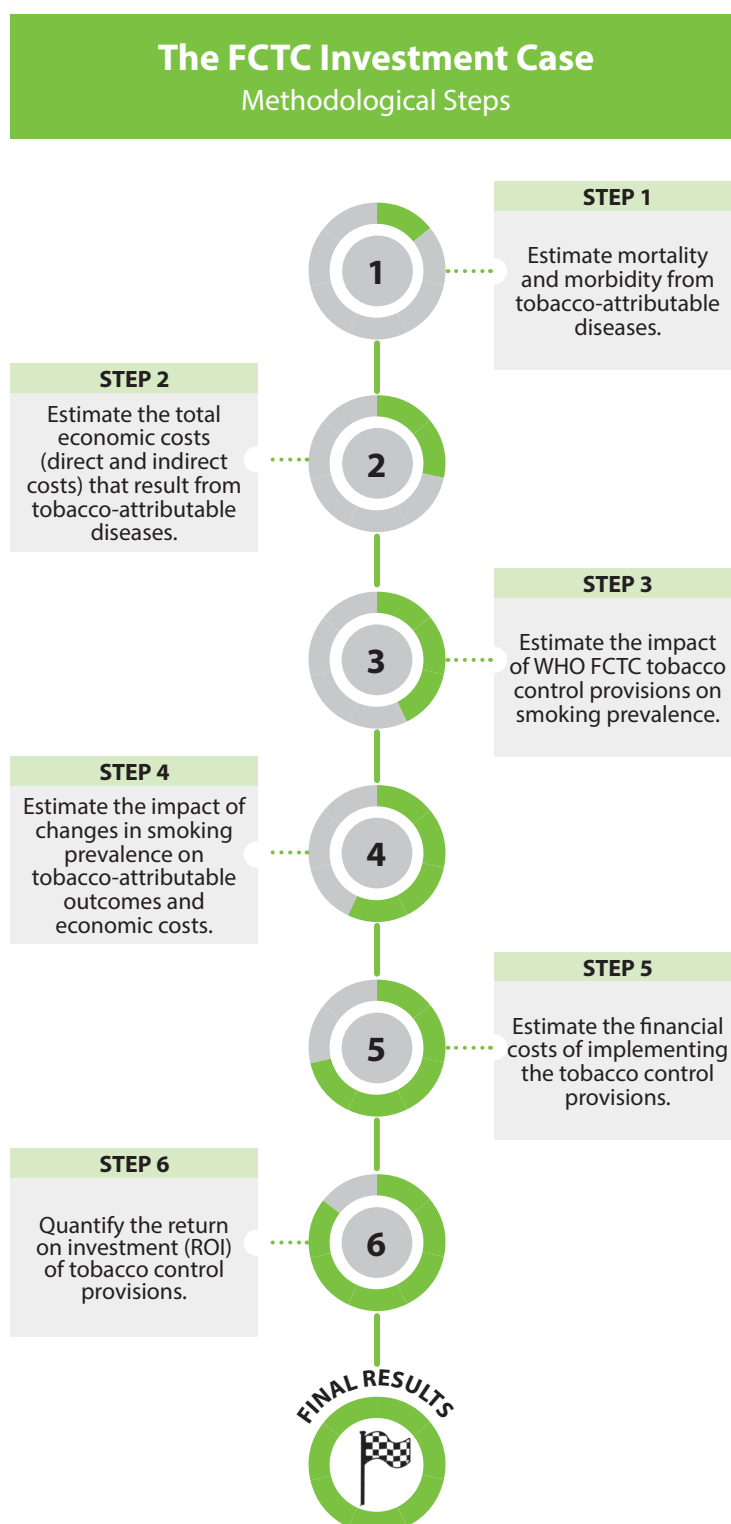 The FCTC Investment Case
Methodological Steps
1
STEP 1
Estimate mortality
and morbidity from
tobacco-attributable
diseases.
STEP 2
Estimate the total
economic costs
(direct and indirect
costs) that result from
tobacco-attributable
diseases.
2
3
STEP 3
Estimate the impact
of WHO FCTC tobacco
control provisions on
smoking prevalence.
STEP 4
Estimate the impact of
changes in smoking
prevalence on
tobacco-attributable
outcomes and
economic costs.
4
5
STEP 5
Estimate the financial
costs of implementing
the tobacco control
provisions.
STEP 6
Quantify the return
on investment (ROI)
of tobacco control
provisions.
6
FINAL RESULTS